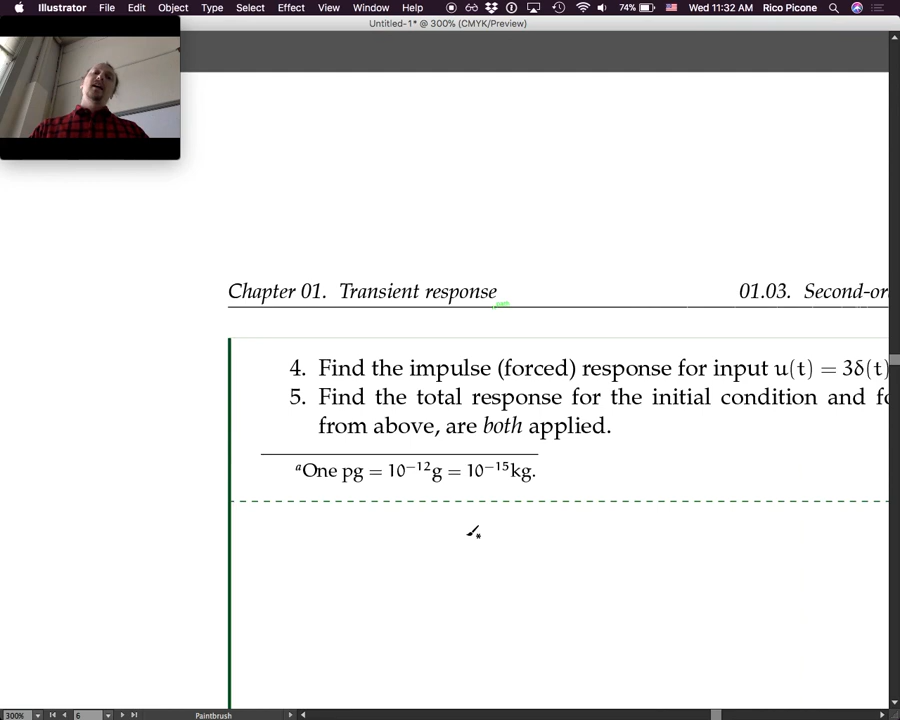 Illustrator File Edit Object Type Select Effect View Window Help 74% Wed 11:32 AM Rico Picone
Untitled-1* @ 300% (CMYK/Preview)
Chapter 01. Transient response 01.03. Second-or
4. Find the impulse (forced) response for input u(t) = 3δ(t)
5. Find the total response for the initial condition and fo
from above, are both applied.
ᵃOne pg = 10⁻¹²g = 10⁻¹⁵kg.
300% 6 Paintbrush